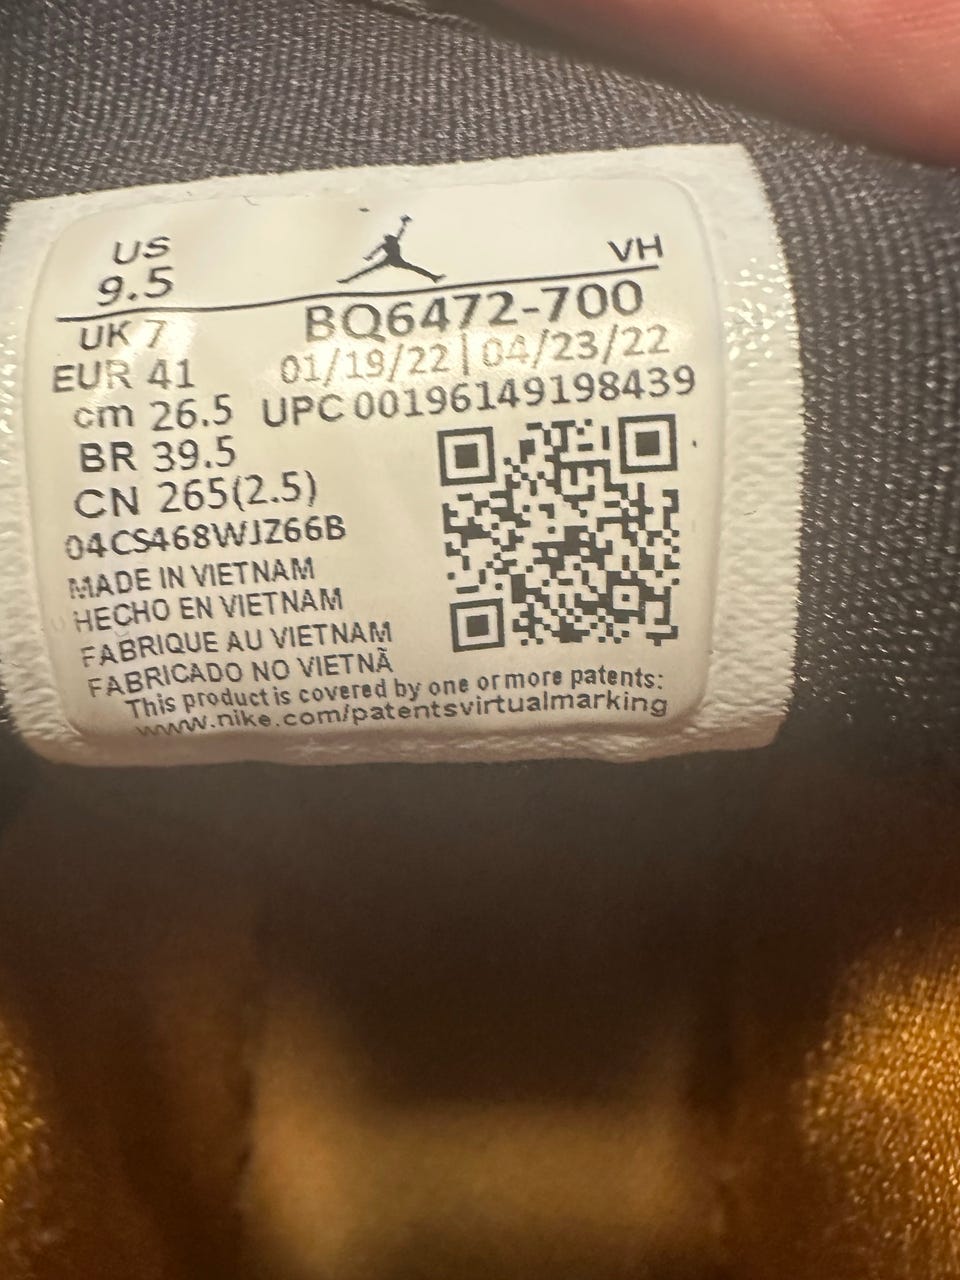 US
9.5
VH
UK 7
BQ6472-700
EUR 41
01/19/22 | 04/23/22
cm 26.5
UPC 00196149198439
BR 39.5
CN 265(2.5)
04CS468WJZ66B
MADE IN VIETNAM
HECHO EN VIETNAM
FABRIQUE AU VIETNAM
FABRICADO NO VIETNÃ
This product is covered by one or more patents:
www.nike.com/patentsvirtualmarking